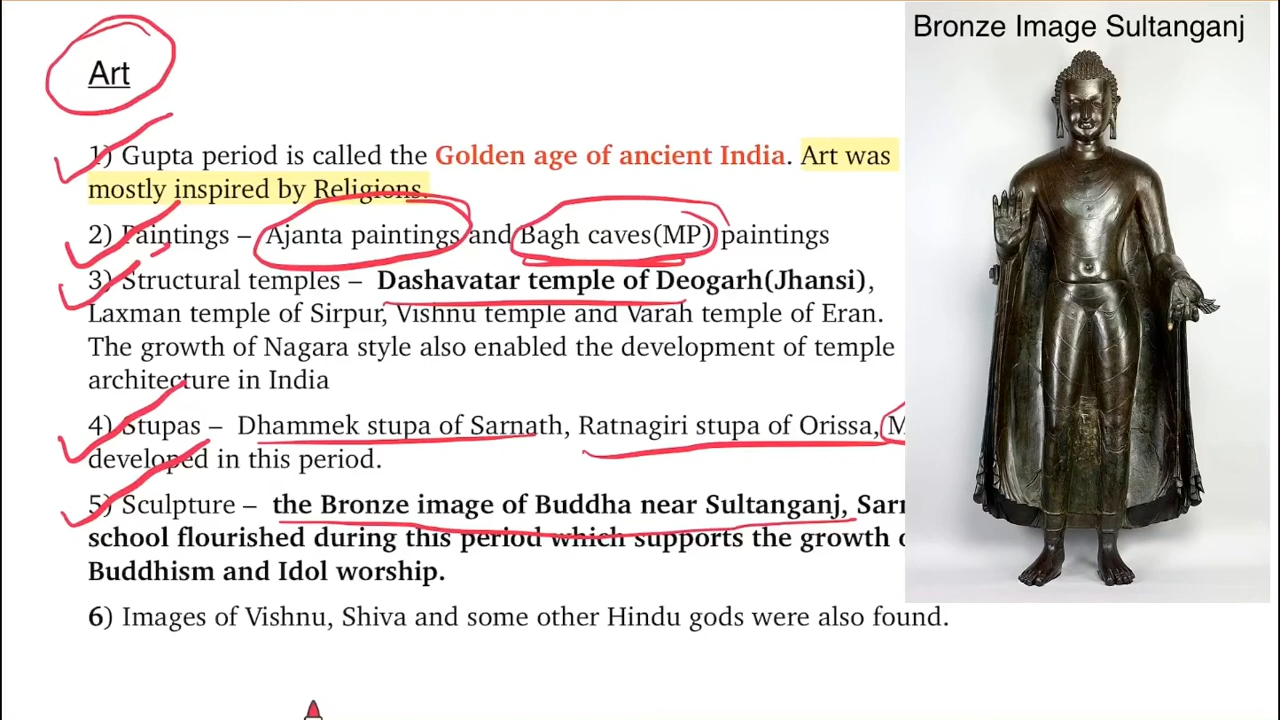 Bronze Image Sultanganj
Art
1) Gupta period is called the Golden age of ancient India. Art was
mostly inspired by Religions.
2) Paintings – Ajanta paintings and Bagh caves(MP) paintings
3) Structural temples – Dashavatar temple of Deogarh(Jhansi),
Laxman temple of Sirpur, Vishnu temple and Varah temple of Eran.
The growth of Nagara style also enabled the development of temple
architecture in India
4) Stupas – Dhammek stupa of Sarnath, Ratnagiri stupa of Orissa,
developed in this period.
5) Sculpture – the Bronze image of Buddha near Sultanganj,
school flourished during this period which supports the growth
Buddhism and Idol worship.
6) Images of Vishnu, Shiva and some other Hindu gods were also found.